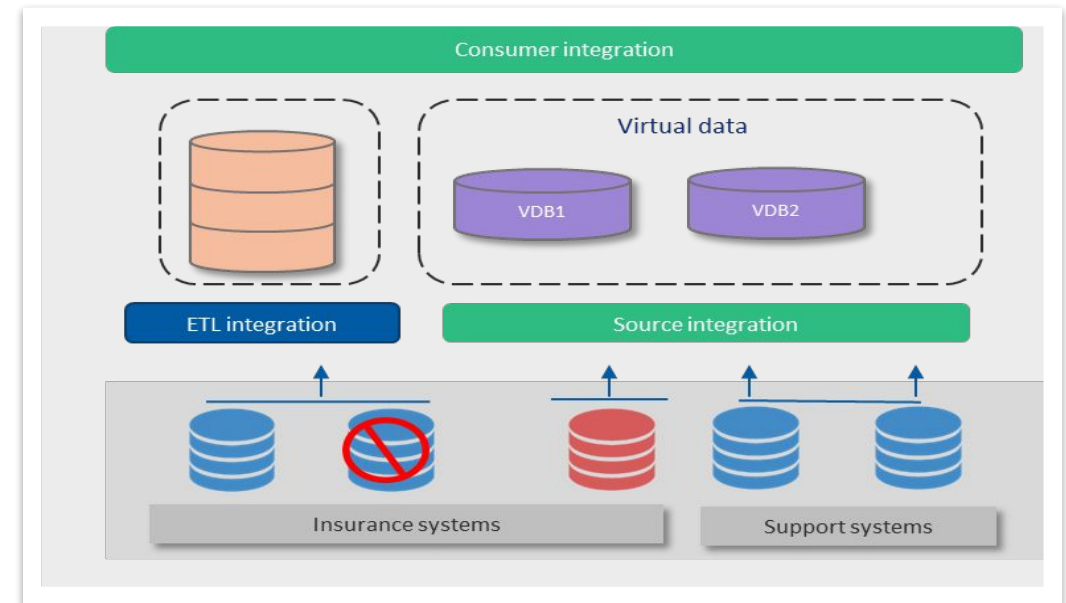 Consumer integration
Virtual data
VDB1
VDB2
ETL integration
Source integration
Insurance systems
Support systems